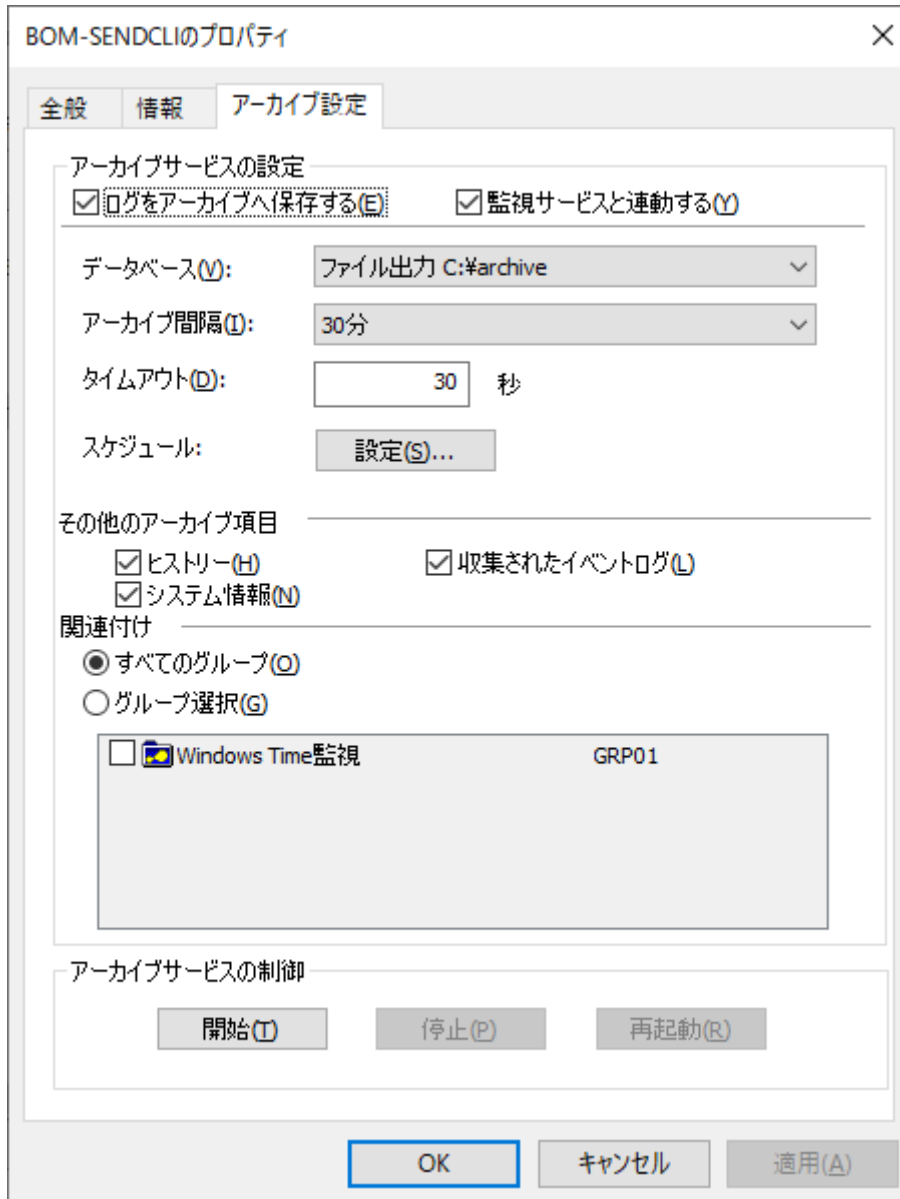 BOM-SENDCLIのプロパティ
全般 情報 アーカイブ設定
アーカイブサービスの設定
ログをアーカイブへ保存する(E) 監視サービスと連動する(Y)
データベース(V): ファイル出力 C:¥archive
アーカイブ間隔(I): 30分
タイムアウト(D): 30 秒
スケジュール: 設定(S)...
その他のアーカイブ項目
ヒストリー(H) 収集されたイベントログ(L)
システム情報(N)
関連付け
すべてのグループ(O)
グループ選択(G)
Windows Time監視 GRP01
アーカイブサービスの制御
開始(T) 停止(P) 再起動(R)
OK キャンセル 適用(A)